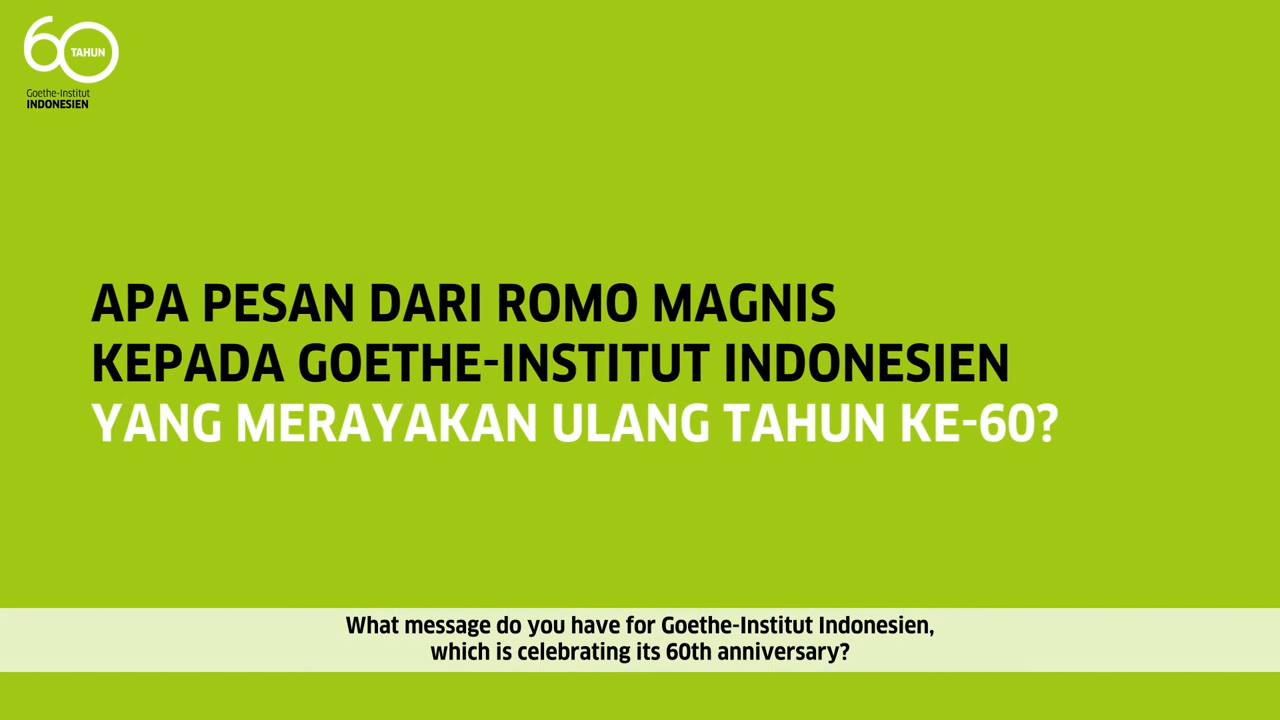 60
TAHUN
Goethe-Institut
INDONESIEN
APA PESAN DARI ROMO MAGNIS
KEPADA GOETHE-INSTITUT INDONESIEN
YANG MERAYAKAN ULANG TAHUN KE-60?
What message do you have for Goethe-Institut Indonesien,
which is celebrating its 60th anniversary?